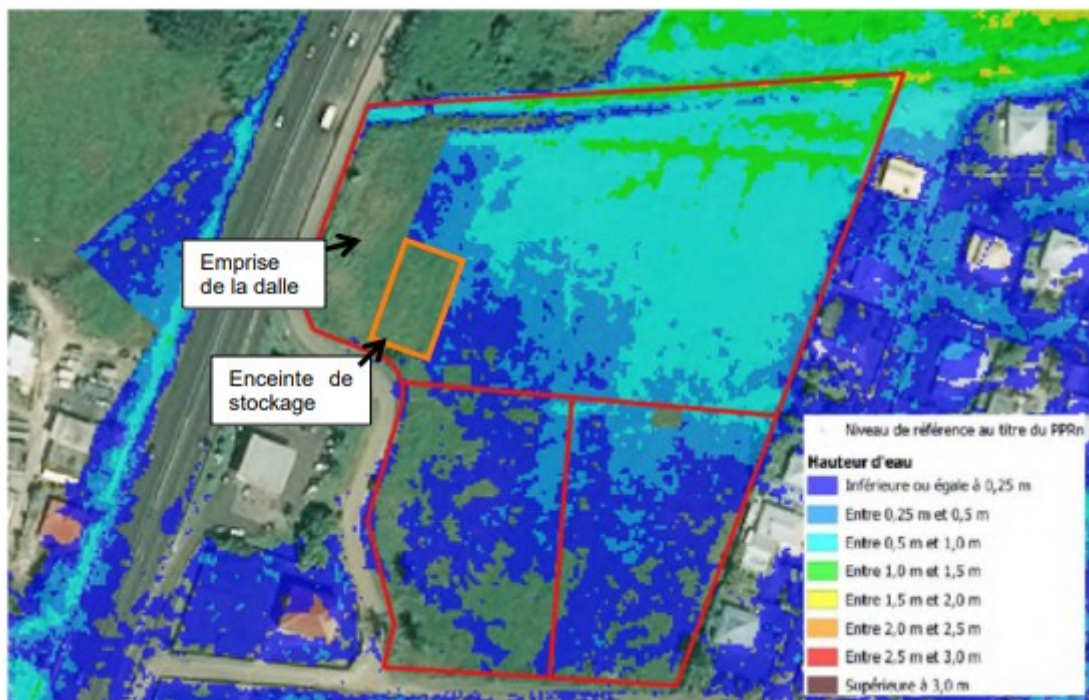 Emprise
de la dalle
Enceinte de
stockage
Niveau de référence au titre du PPRn
Hauteur d'eau
Inférieure ou égale à 0,25 m
Entre 0,25 m et 0,5 m
Entre 0,5 m et 1,0 m
Entre 1,0 m et 1,5 m
Entre 1,5 m et 2,0 m
Entre 2,0 m et 2,5 m
Entre 2,5 m et 3,0 m
Supérieure à 3,0 m